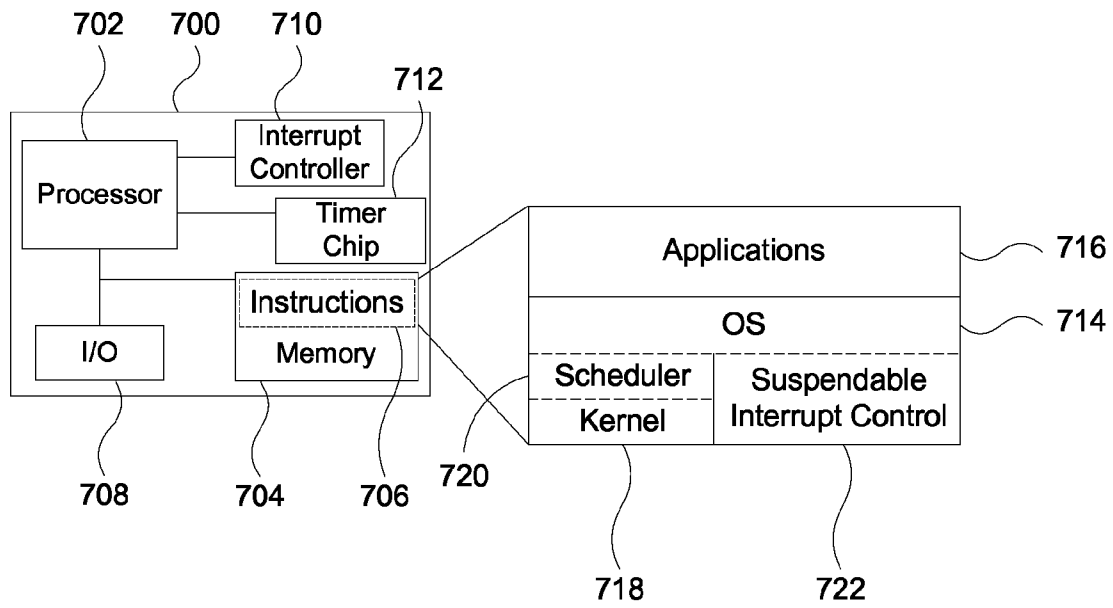 702
700
710
712
Interrupt
Controller
Processor
Timer
Chip
Instructions
Memory
I/O
Applications
716
OS
714
Scheduler
Suspendable
Interrupt Control
Kernel
720
708
704
706
718
722